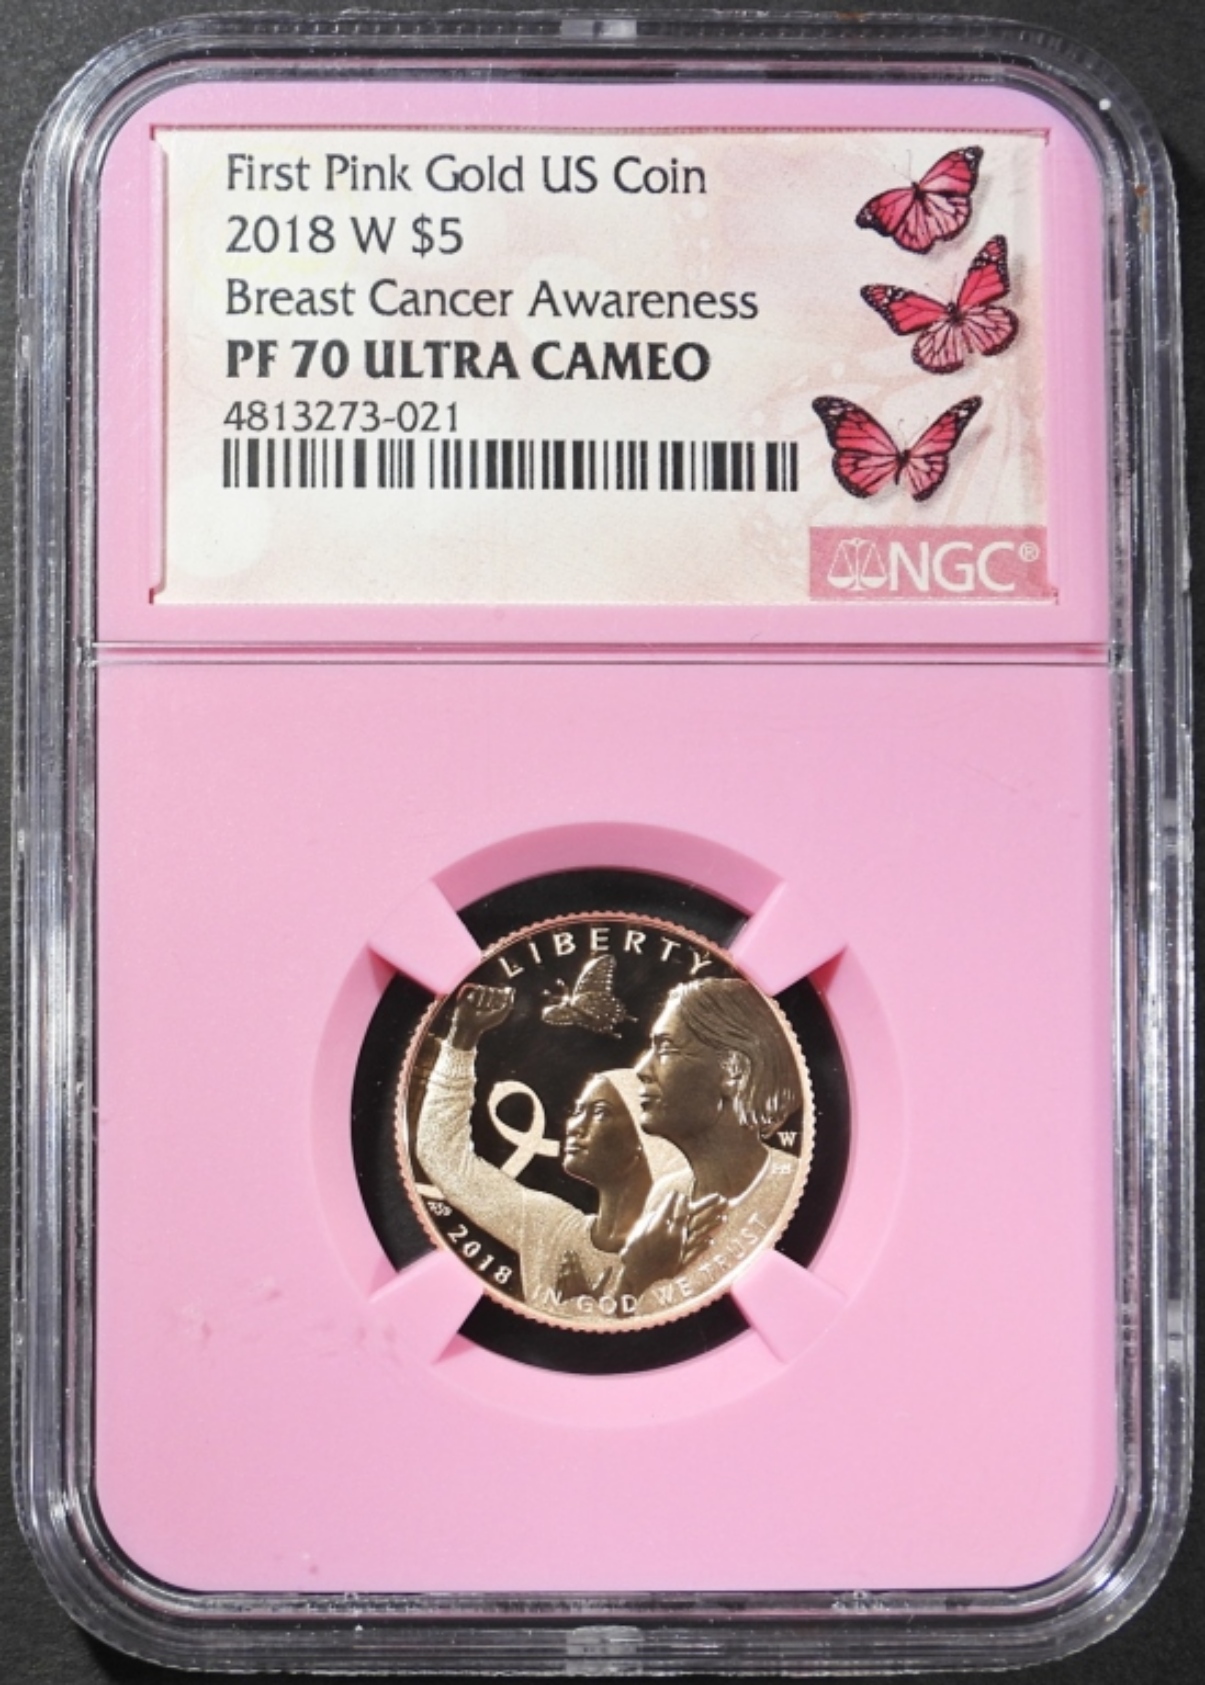 First Pink Gold US Coin
2018 W $5
Breast Cancer Awareness
PF 70 ULTRA CAMEO
4813273-021
NGC®
LIBERTY
W
2018
IN GOD WE TRUST